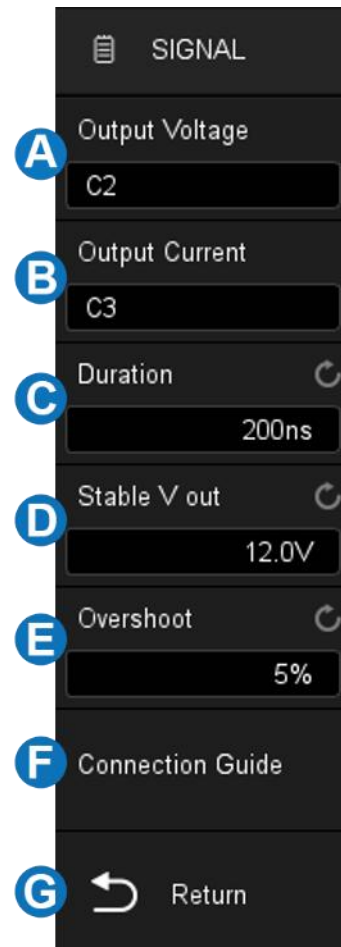 SIGNAL
A
Output Voltage
C2
B
Output Current
C3
C
Duration
200ns
D
Stable V out
12.0V
E
Overshoot
5%
F
Connection Guide
G
Return